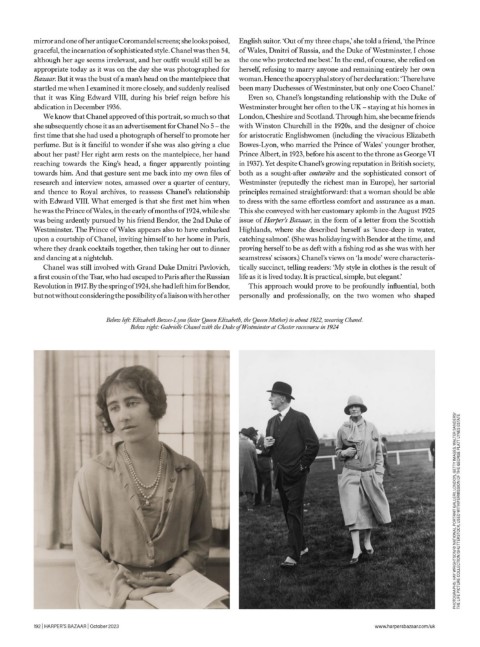 mirror and one of her antique Coromandel screens; she looks poised,
graceful, the incarnation of sophisticated style. Chanel was then 54,
although her age seems irrelevant, and her outfit would still be as
appropriate today as it was on the day she was photographed for
Bazaar. But it was the bust of a man's head on the mantelpiece that
startled me when I examined it more closely, and suddenly realised
that it was King Edward VIII, during his brief reign before his
abdication in December 1936.
We know that Chanel approved of this portrait, so much so that
she subsequently chose it as an advertisement for Chanel No 5 – the
first time that she had used a photograph of herself to promote her
perfume. But is it fanciful to wonder if she was also giving a clue
about her past? Her right arm rests on the mantelpiece, her hand
reaching towards the King's head, a finger apparently pointing
towards him. And that gesture sent me back into my own files of
research and interview notes, amassed over a quarter of century,
and thence to Royal archives, to reassess Chanel's relationship
with Edward VIII. What emerged is that she first met him when
he was the Prince of Wales, in the early months of 1924, while she
was being ardently pursued by his friend Bendor, the 2nd Duke of
Westminster. The Prince of Wales appears also to have embarked
upon a courtship of Chanel, inviting himself to her home in Paris,
where they drank cocktails together, then taking her out to dinner
and dancing at a nightclub.
Chanel was still involved with Grand Duke Dmitri Pavlovich,
a first cousin of the Tsar, who had escaped to Paris after the Russian
Revolution in 1917. By the spring of 1924, she had left him for Bendor,
but not without considering the possibility of a liaison with her other
English suitor. 'Out of my three chaps,' she told a friend, 'the Prince
of Wales, Dmitri of Russia, and the Duke of Westminster, I chose
the one who protected me best.' In the end, of course, she relied on
herself, refusing to marry anyone and remaining entirely her own
woman. Hence the apocryphal story of her declaration: 'There have
been many Duchesses of Westminster, but only one Coco Chanel.'
Even so, Chanel's longstanding relationship with the Duke of
Westminster brought her often to the UK – staying at his homes in
London, Cheshire and Scotland. Through him, she became friends
with Winston Churchill in the 1920s, and the designer of choice
for aristocratic Englishwomen (including the vivacious Elizabeth
Bowes-Lyon, who married the Prince of Wales' younger brother,
Prince Albert, in 1923, before his ascent to the throne as George VI
in 1937). Yet despite Chanel's growing reputation in British society,
both as a sought-after couturière and the sophisticated consort of
Westminster (reputedly the richest man in Europe), her sartorial
principles remained straightforward: that a woman should be able
to dress with the same effortless comfort and assurance as a man.
This she conveyed with her customary aplomb in the August 1925
issue of Harper's Bazaar, in the form of a letter from the Scottish
Highlands, where she described herself as 'knee-deep in water,
catching salmon'. (She was holidaying with Bendor at the time, and
proving herself to be as deft with a fishing rod as she was with her
seamstress' scissors.) Chanel's views on 'la mode' were characteris-
tically succinct, telling readers: 'My style in clothes is the result of
life as it is lived today. It is practical, simple, but elegant.'
This approach would prove to be profoundly influential, both
personally and professionally, on the two women who shaped
Below left: Elizabeth Bowes-Lyon (later Queen Elizabeth, the Queen Mother) in about 1922, wearing Chanel.
Below right: Gabrielle Chanel with the Duke of Westminster at Chester racecourse in 1924
192 | HARPER'S BAZAAR | October 2023
www.harpersbazaar.com/uk